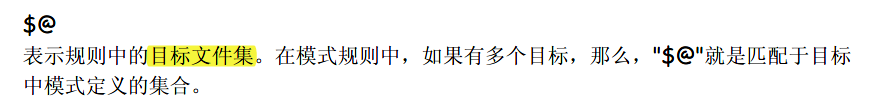 $@
表示规则中的目标文件集。在模式规则中，如果有多个目标，那么，"$@"就是匹配于目标
中模式定义的集合。